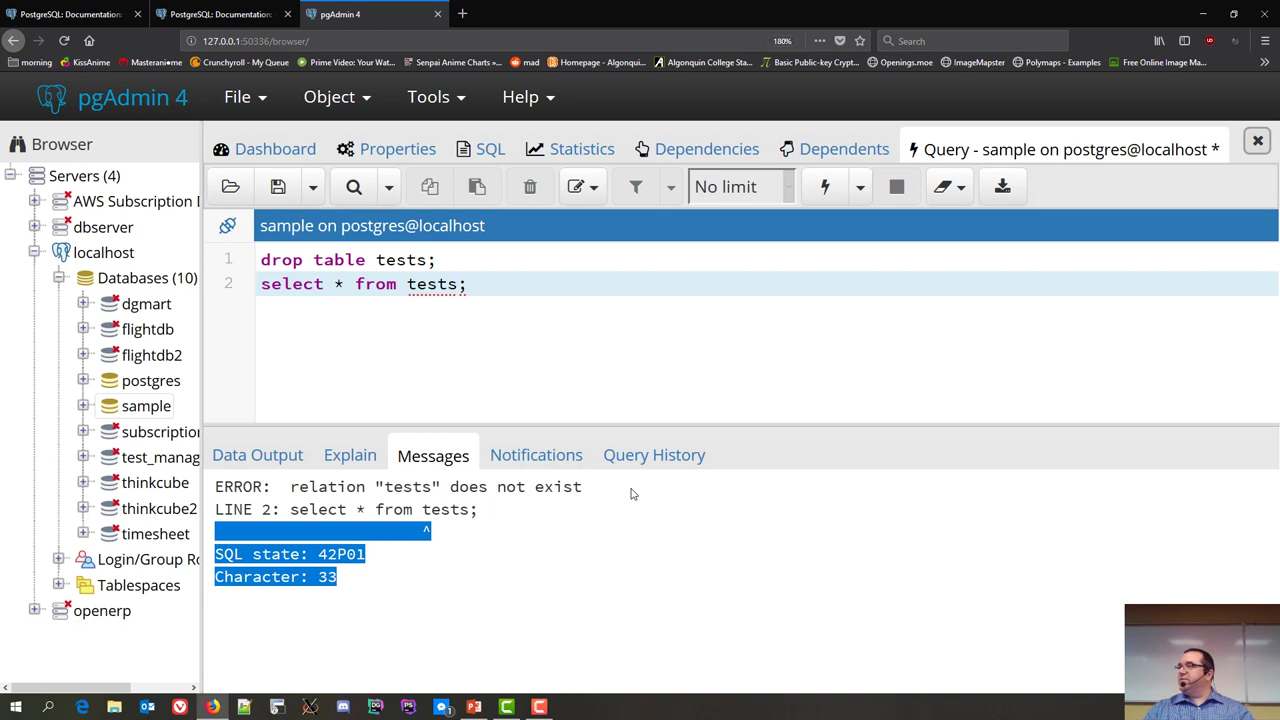 PostgreSQL: Documentation:
PostgreSQL: Documentation:
pgAdmin 4
127.0.0.1:50336/browser/
180%
Search
morning
KissAnime
Masterani●me
Crunchyroll - My Queue
Prime Video: Your Wat...
Senpai Anime Charts »...
mad
Homepage - Algonqui...
Algonquin College Sta...
Basic Public-key Crypt...
Openings.moe
ImageMapster
Polymaps - Examples
Free Online Image Ma...
pgAdmin 4
File
Object
Tools
Help
Browser
Dashboard
Properties
SQL
Statistics
Dependencies
Dependents
Query - sample on postgres@localhost *
No limit
Servers (4)
AWS Subscription
dbserver
localhost
Databases (10)
dgmart
flightdb
flightdb2
postgres
sample
subscription
test_manag
thinkcube
thinkcube2
timesheet
Login/Group Ro
Tablespaces
openerp
sample on postgres@localhost
1 drop table tests;
2 select * from tests;
Data Output
Explain
Messages
Notifications
Query History
ERROR: relation "tests" does not exist
LINE 2: select * from tests;
^
SQL state: 42P01
Character: 33